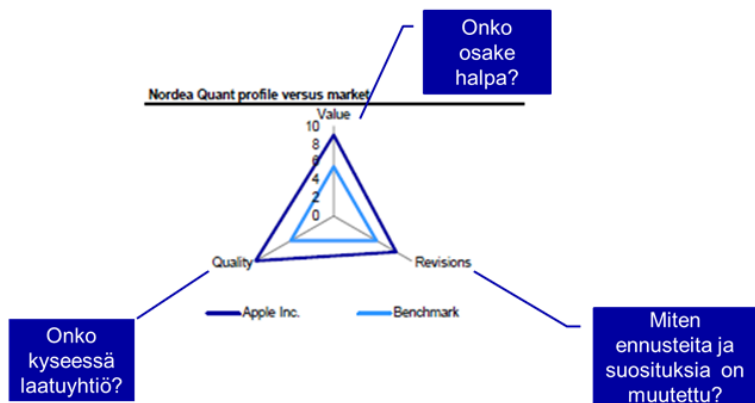 Onko
osake
halpa?
Nordea Quant profile versus market
Value
10
8
6
4
2
0
Quality
Revisions
Apple Inc.
Benchmark
Onko
kyseessä
laatuyhtiö?
Miten
ennusteita ja
suosituksia on
muutettu?